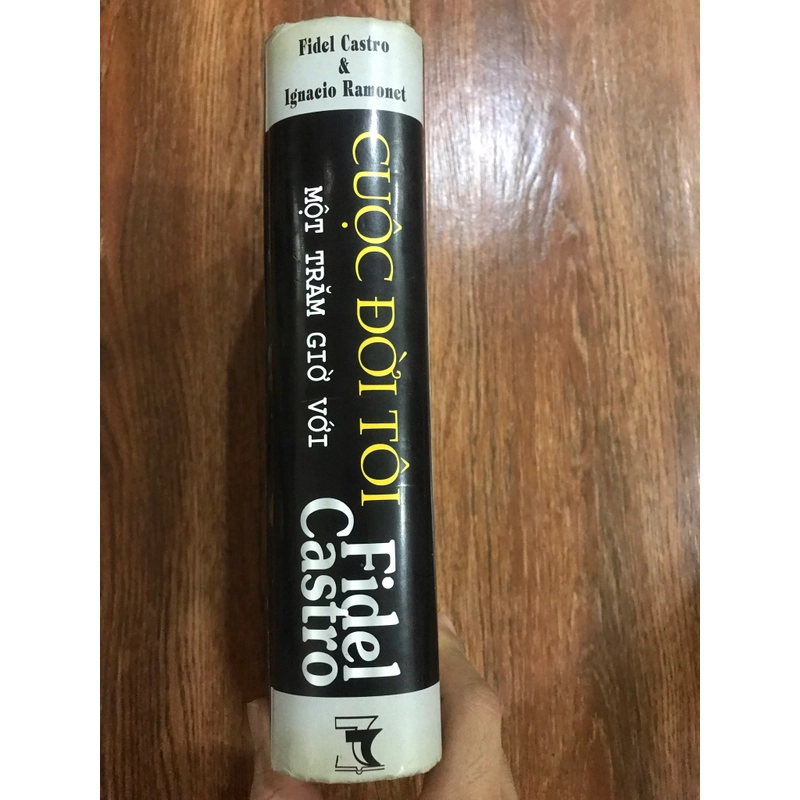 Fidel Castro
&
Ignacio Ramonet
CUỘC ĐỜI TÔI
MỘT TRĂM GIỜ VỚI
Fidel
Castro